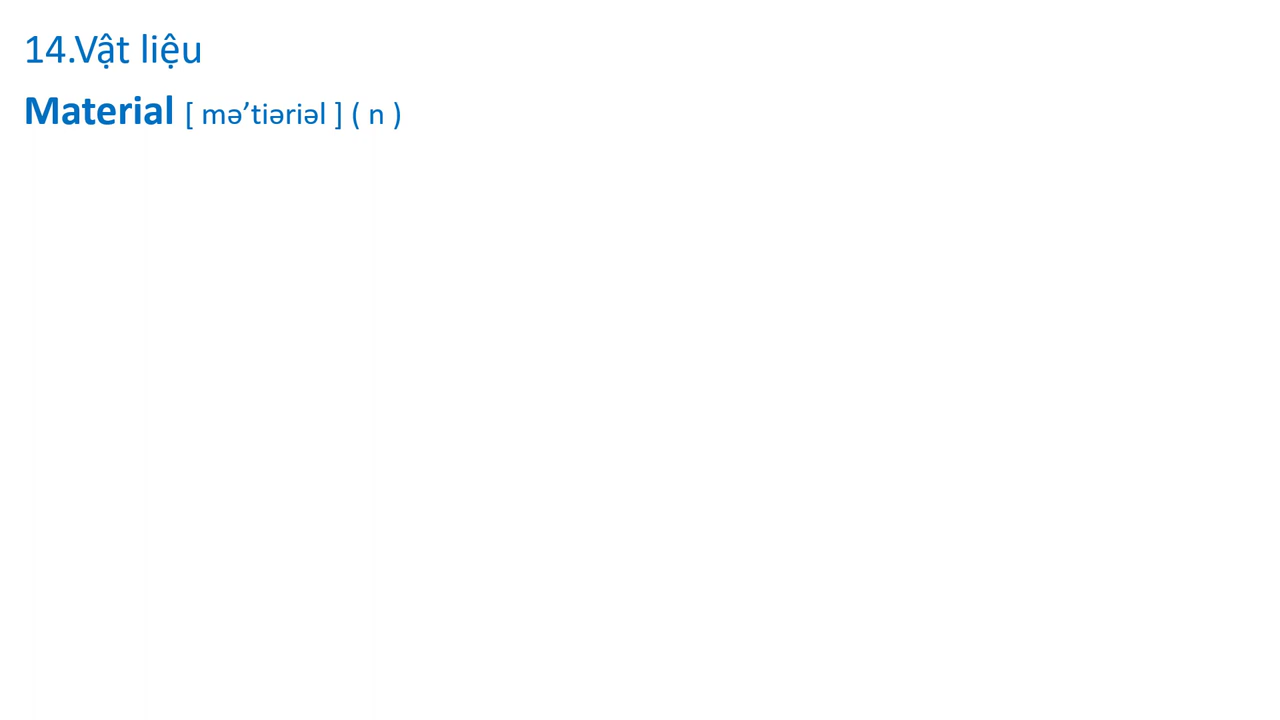 14.Vật liệu
Material [ mə’tiəriəl ] ( n )